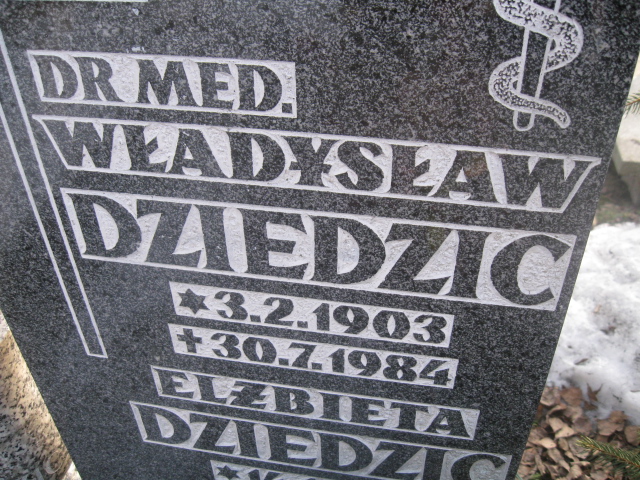 DR MED.
WŁADYSŁAW
DZIEDZIC
✶3.2.1903
✝30.7.1984
ELŻBIETA
DZIEDZIC